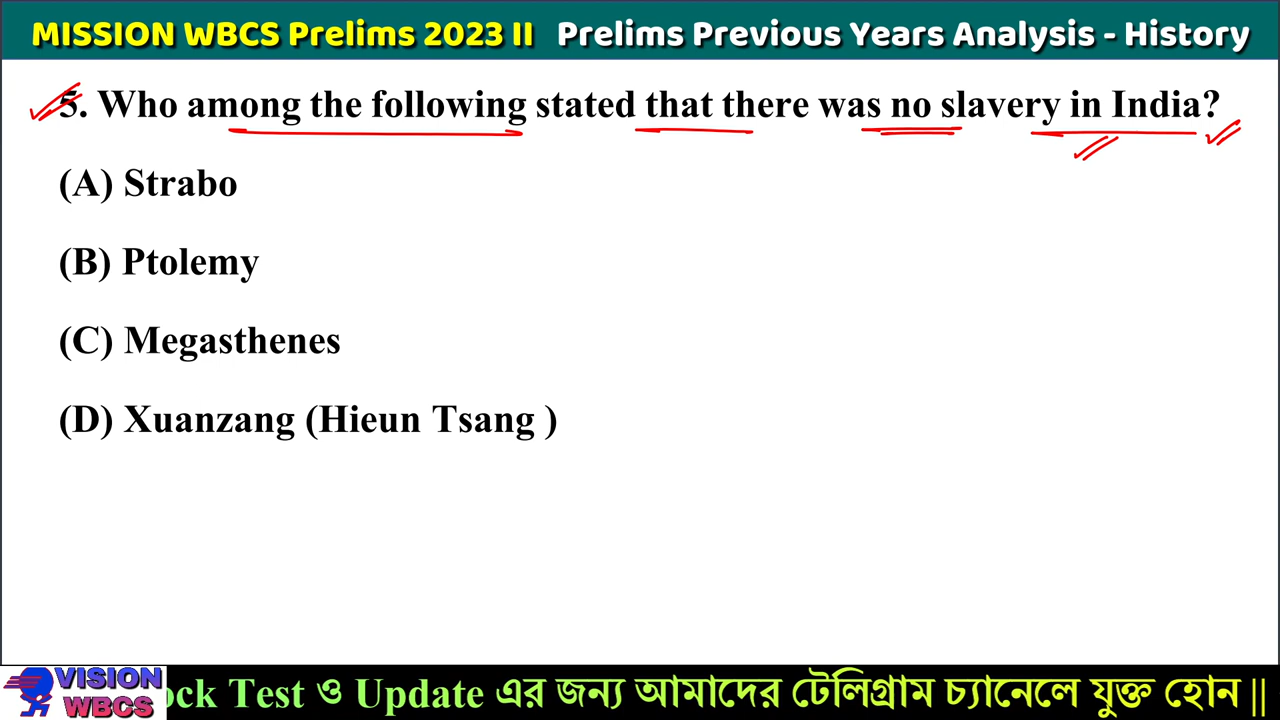 MISSION WBCS Prelims 2023 II Prelims Previous Years Analysis - History
5. Who among the following stated that there was no slavery in India?
(A) Strabo
(B) Ptolemy
(C) Megasthenes
(D) Xuanzang (Hieun Tsang )
VISION
WBCS
ock Test ও Update এর জন্য আমাদের টেলিগ্রাম চ্যানেলে যুক্ত হোন ||